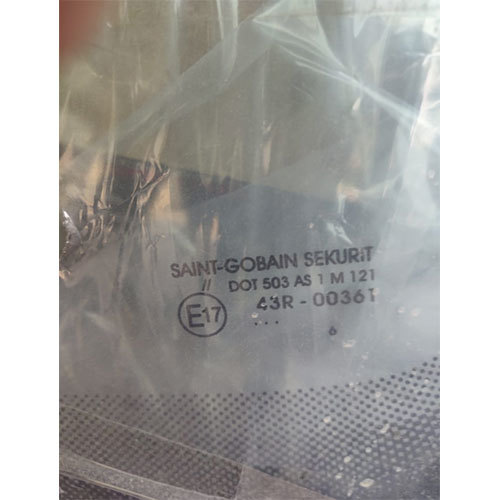 SAINT-GOBAIN SEKURIT
// DOT 503 AS 1 M 121
E17 43R - 00361
...
6